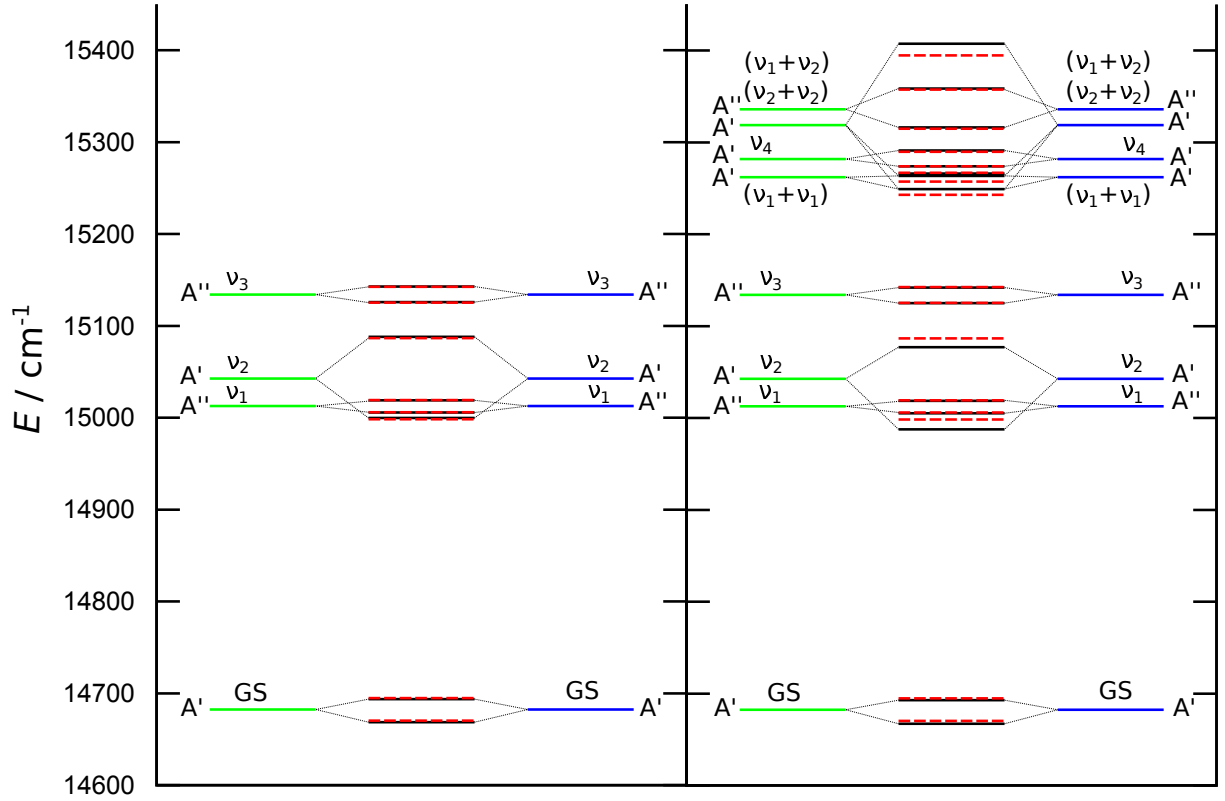 E / cm⁻¹
15400
15300
15200
15100
15000
14900
14800
14700
14600
A'' ν₃ ν₃ A''
A' ν₂ ν₂ A'
A'' ν₁ ν₁ A''
A' GS GS A'
(ν₁+ν₂) (ν₁+ν₂)
A'' (ν₂+ν₂) (ν₂+ν₂) A''
A' A'
A' ν₄ ν₄ A'
A' A'
(ν₁+ν₁) (ν₁+ν₁)
A'' ν₃ ν₃ A''
A' ν₂ ν₂ A'
A'' ν₁ ν₁ A''
A' GS GS A'